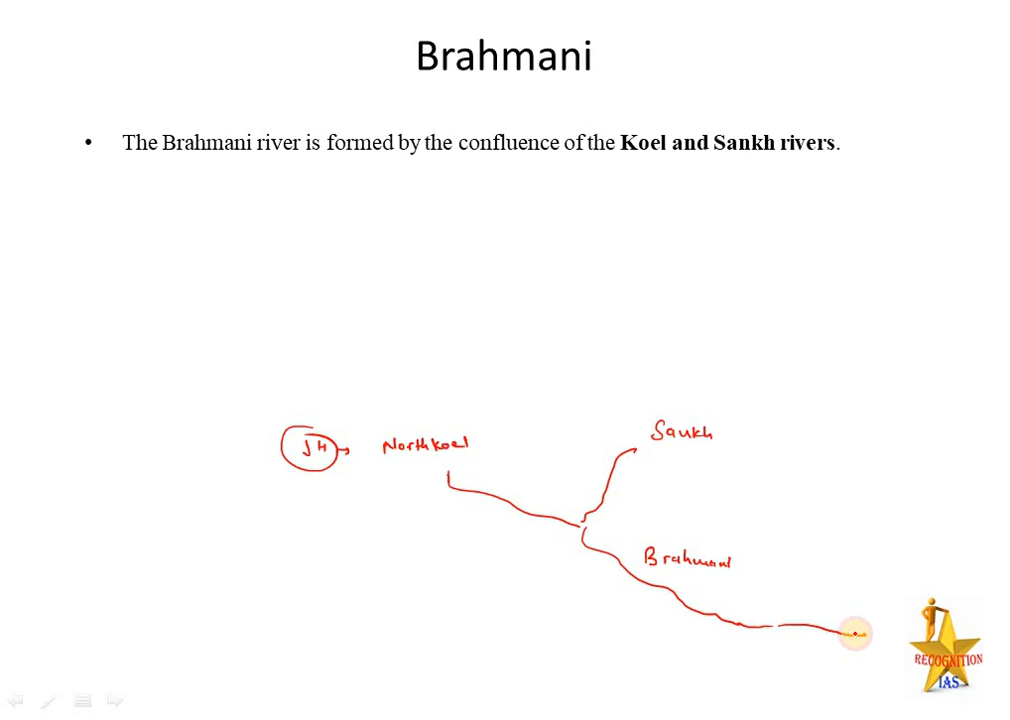 Brahmani
• The Brahmani river is formed by the confluence of the Koel and Sankh rivers.
Sankh
JH North koel
Brahmani
RECOGNITION
IAS